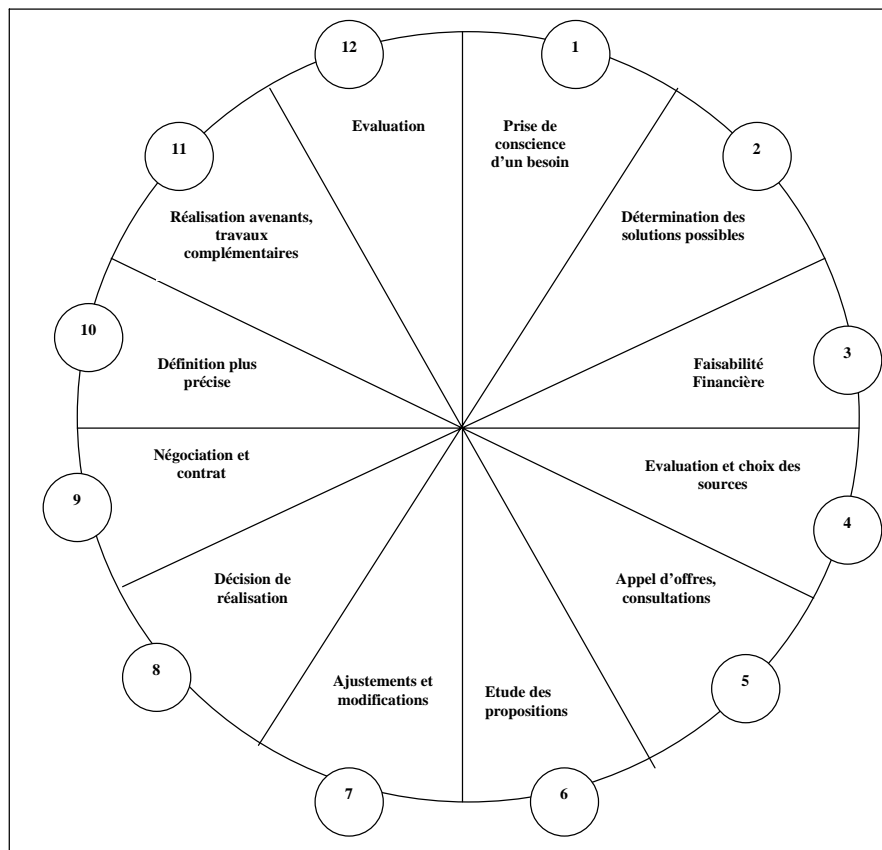 1
Prise de
conscience
d'un besoin
2
Détermination des
solutions possibles
3
Faisabilité
Financière
4
Evaluation et choix des
sources
5
Appel d'offres,
consultations
6
Etude des
propositions
7
Ajustements et
modifications
8
Décision de
réalisation
9
Négociation et
contrat
10
Définition plus
précise
11
Réalisation avenants,
travaux
complémentaires
12
Evaluation